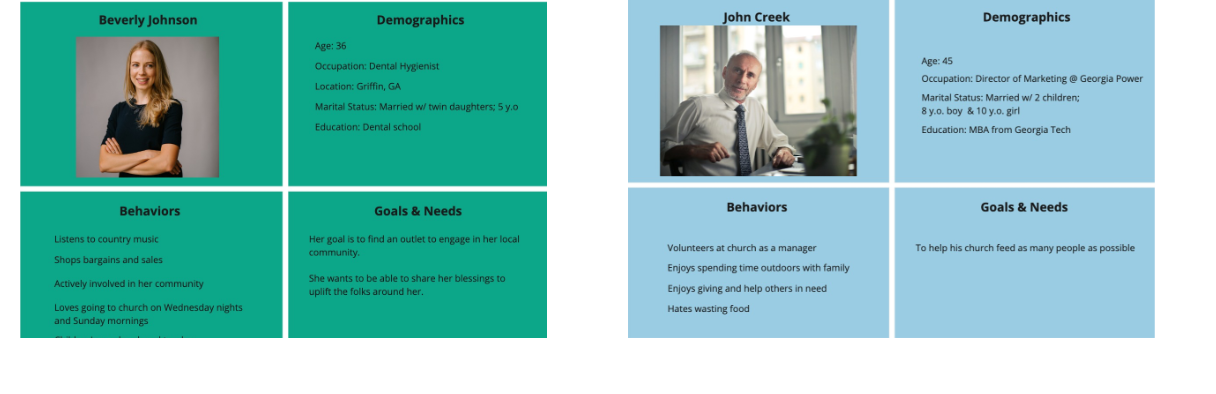 Beverly Johnson
Demographics
Age: 36
Occupation: Dental Hygienist
Location: Griffin, GA
Marital Status: Married w/ twin daughters; 5 y.o
Education: Dental school
Behaviors
Listens to country music
Shops bargains and sales
Actively involved in her community
Loves going to church on Wednesday nights
and Sunday mornings
Goals & Needs
Her goal is to find an outlet to engage in her local
community.
She wants to be able to share her blessings to
uplift the folks around her.
John Creek
Demographics
Age: 45
Occupation: Director of Marketing @ Georgia Power
Marital Status: Married w/ 2 children;
8 y.o. boy & 10 y.o. girl
Education: MBA from Georgia Tech
Behaviors
Volunteers at church as a manager
Enjoys spending time outdoors with family
Enjoys giving and help others in need
Hates wasting food
Goals & Needs
To help his church feed as many people as possible